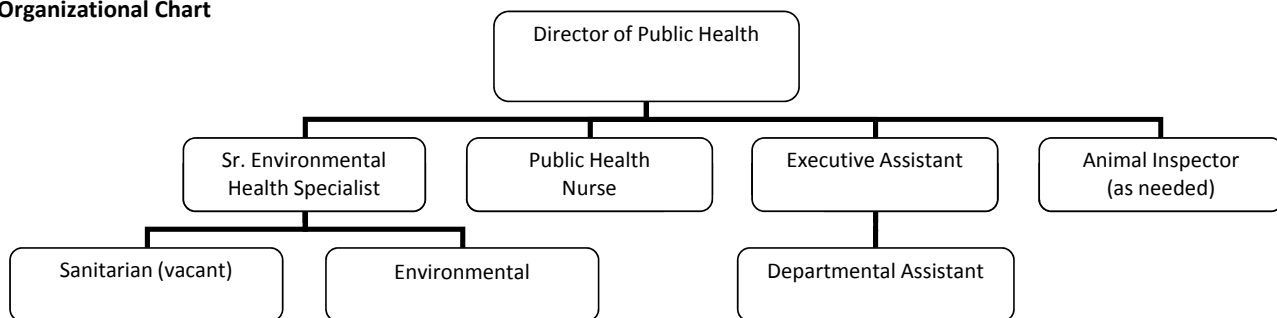 Organizational Chart
Director of Public Health
Sr. Environmental
Health Specialist
Public Health
Nurse
Executive Assistant
Animal Inspector
(as needed)
Sanitarian (vacant)
Environmental
Departmental Assistant